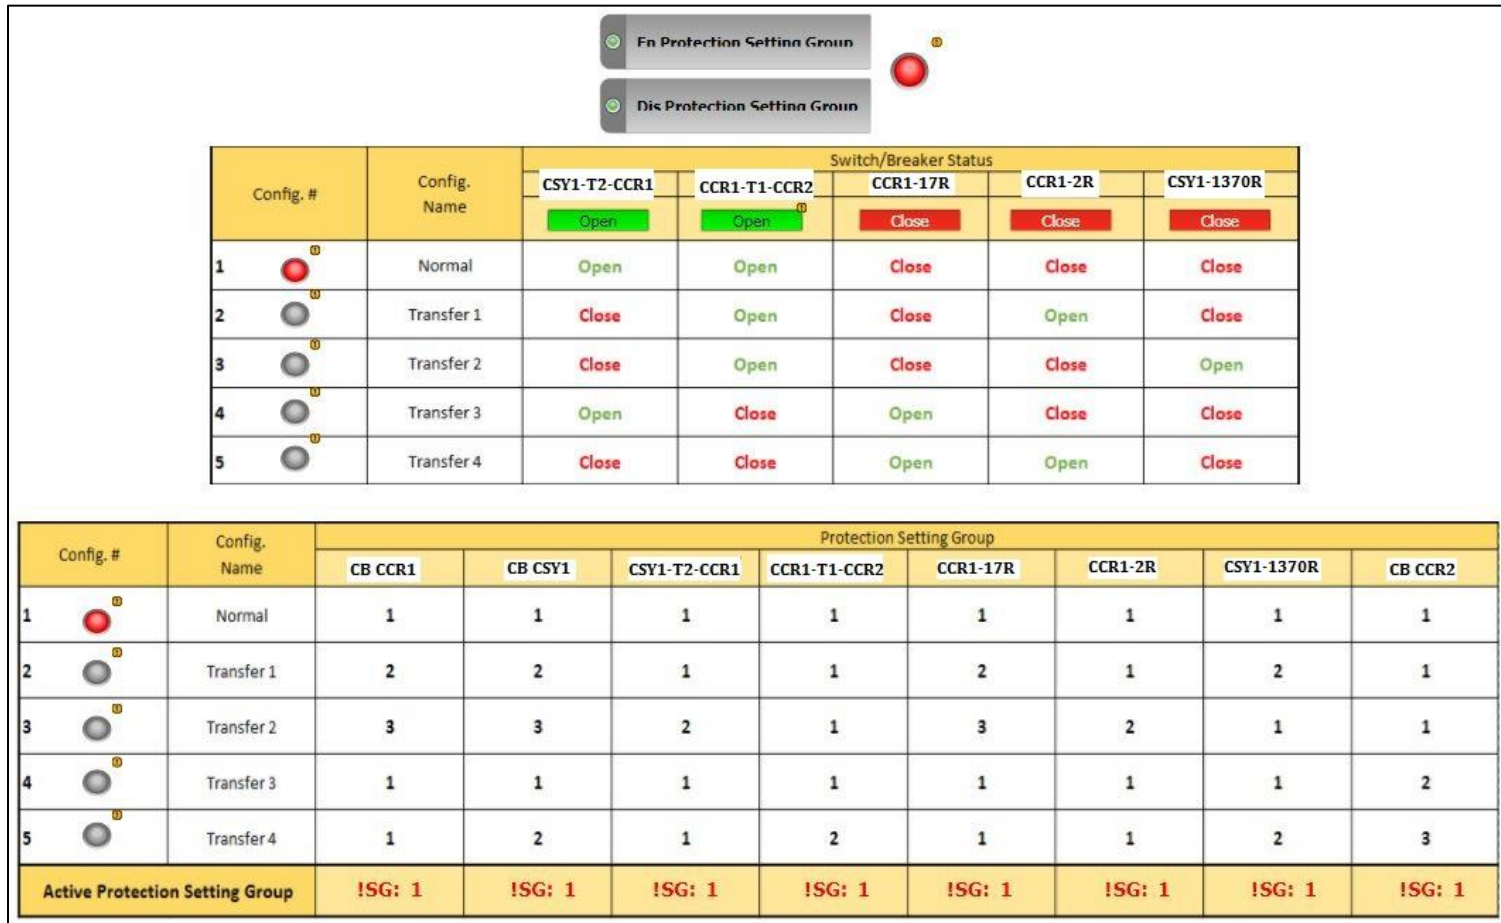 En Protection Setting Group
Dis Protection Setting Group
Config. # Config. Name Switch/Breaker Status
CSY1-T2-CCR1 CCR1-T1-CCR2 CCR1-17R CCR1-2R CSY1-1370R
Open Open Close Close Close
1 Normal Open Open Close Close Close
2 Transfer 1 Close Open Close Open Close
3 Transfer 2 Close Open Close Close Open
4 Transfer 3 Open Close Open Close Close
5 Transfer 4 Close Close Open Open Close
Config. # Config. Name Protection Setting Group
CB CCR1 CB CSY1 CSY1-T2-CCR1 CCR1-T1-CCR2 CCR1-17R CCR1-2R CSY1-1370R CB CCR2
1 Normal 1 1 1 1 1 1 1 1
2 Transfer 1 2 2 1 1 2 1 2 1
3 Transfer 2 3 3 2 1 3 2 1 1
4 Transfer 3 1 1 1 1 1 1 1 2
5 Transfer 4 1 2 1 2 1 1 2 3
Active Protection Setting Group !SG: 1 !SG: 1 !SG: 1 !SG: 1 !SG: 1 !SG: 1 !SG: 1 !SG: 1